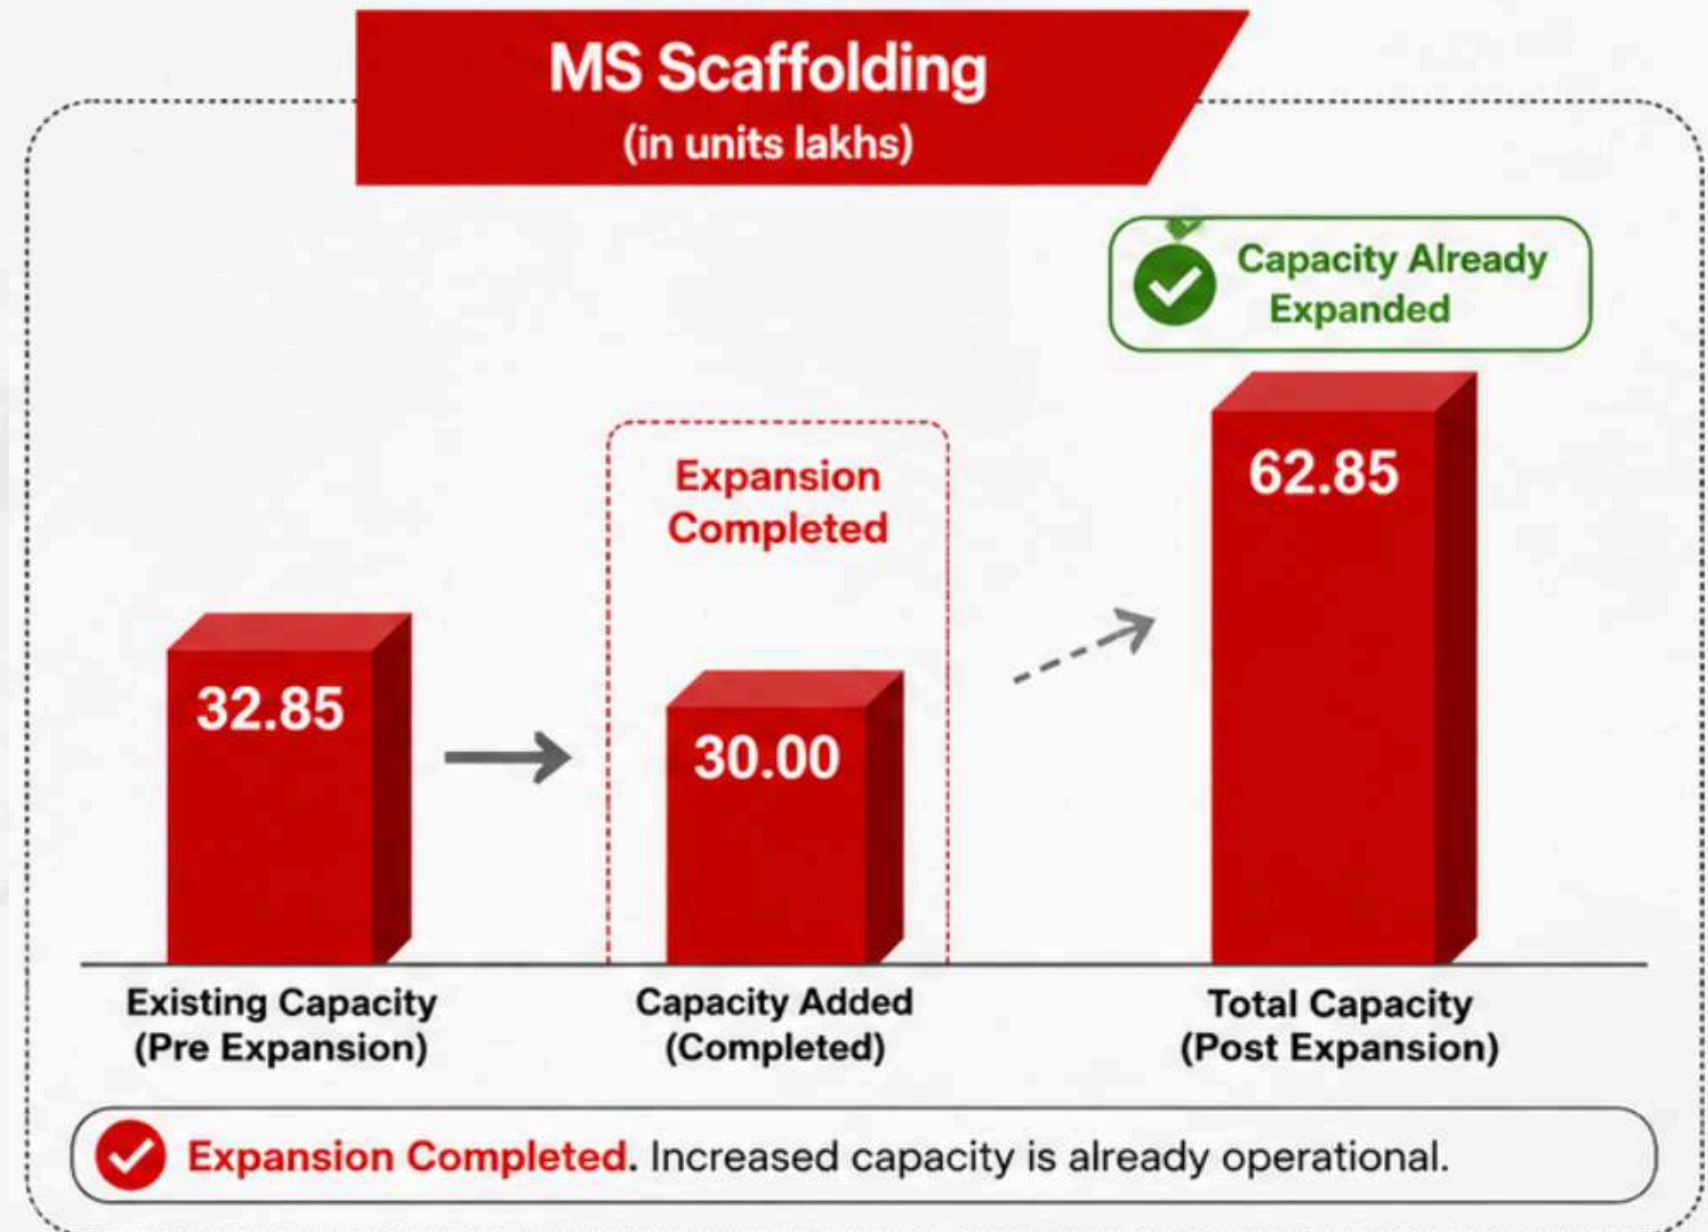 MS Scaffolding
(in units lakhs)
Capacity Already
Expanded
Expansion
Completed
62.85
32.85
30.00
Existing Capacity
(Pre Expansion)
Capacity Added
(Completed)
Total Capacity
(Post Expansion)
Expansion Completed. Increased capacity is already operational.